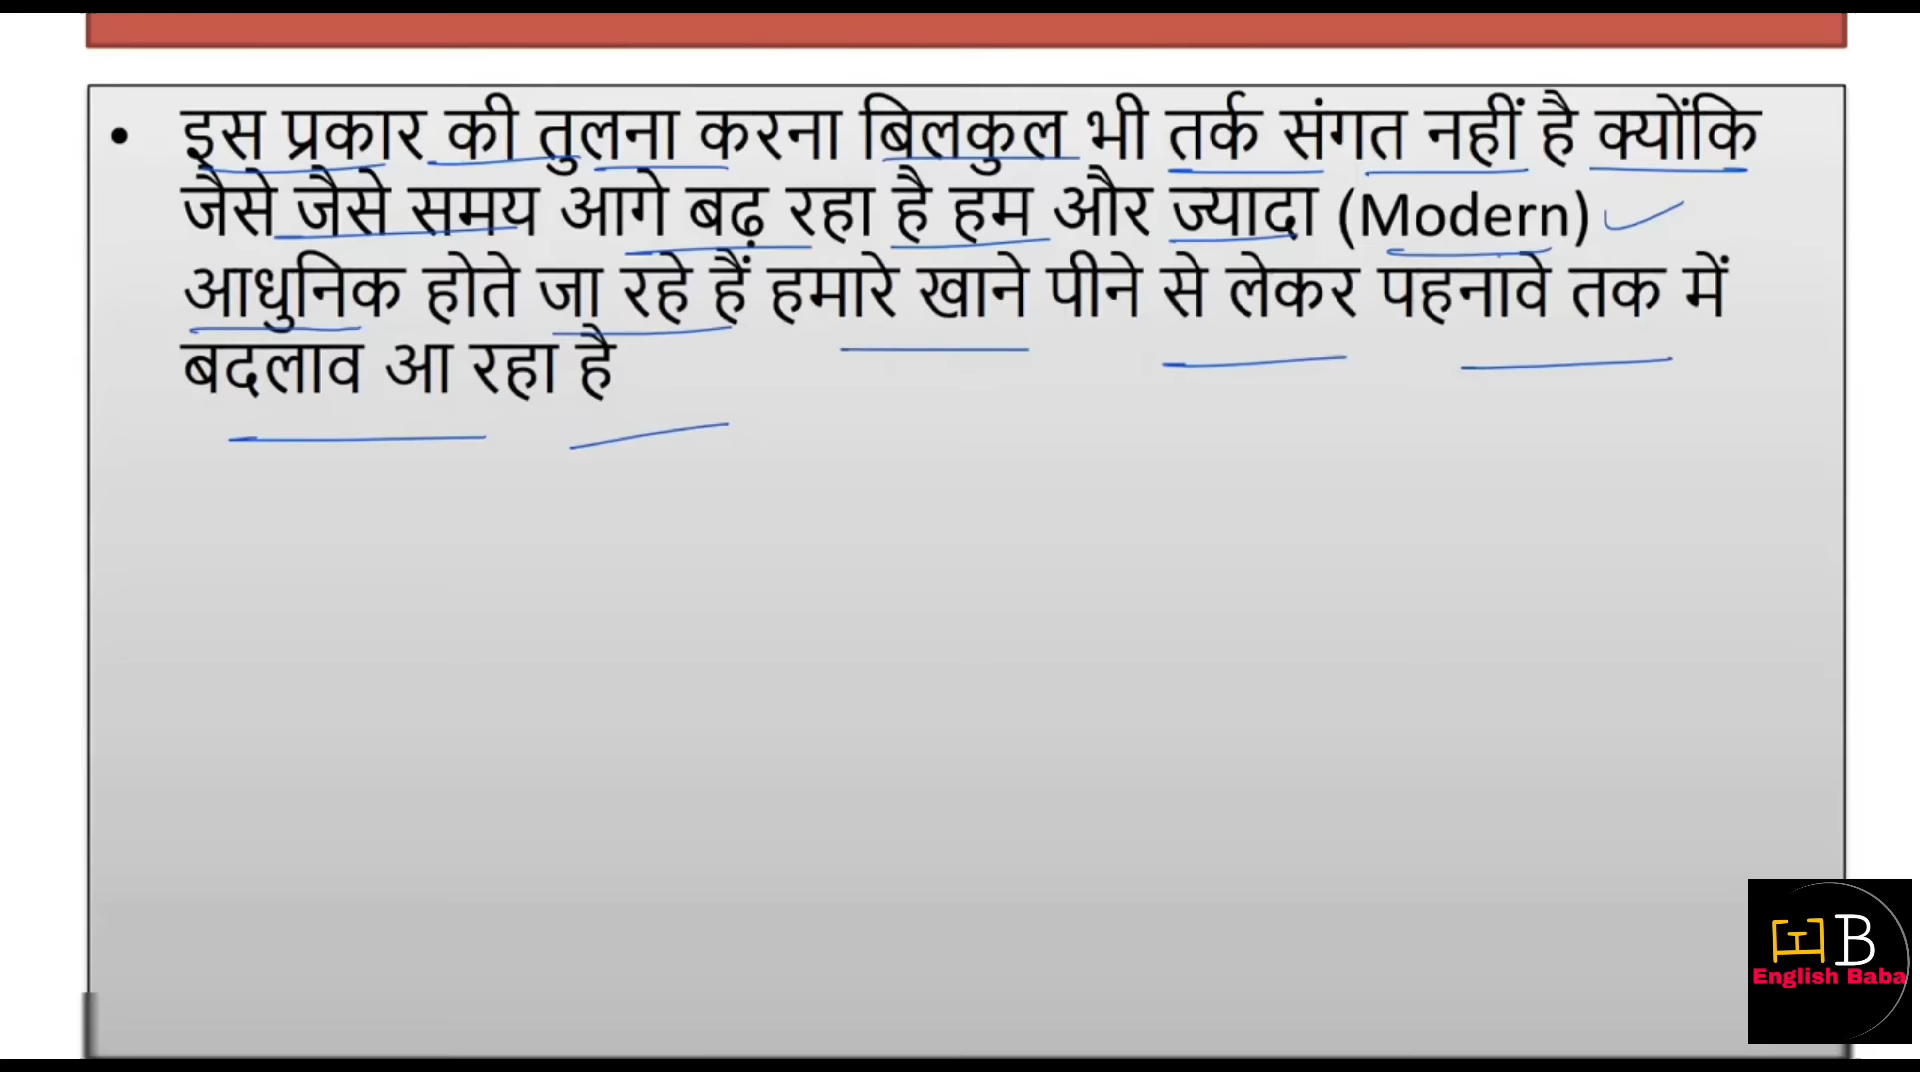 • इस प्रकार की तुलना करना बिलकुल भी तर्क संगत नहीं है क्योंकि
जैसे जैसे समय आगे बढ़ रहा है हम और ज्यादा (Modern)
आधुनिक होते जा रहे हैं हमारे खाने पीने से लेकर पहनावे तक में
बदलाव आ रहा है
B
English Baba